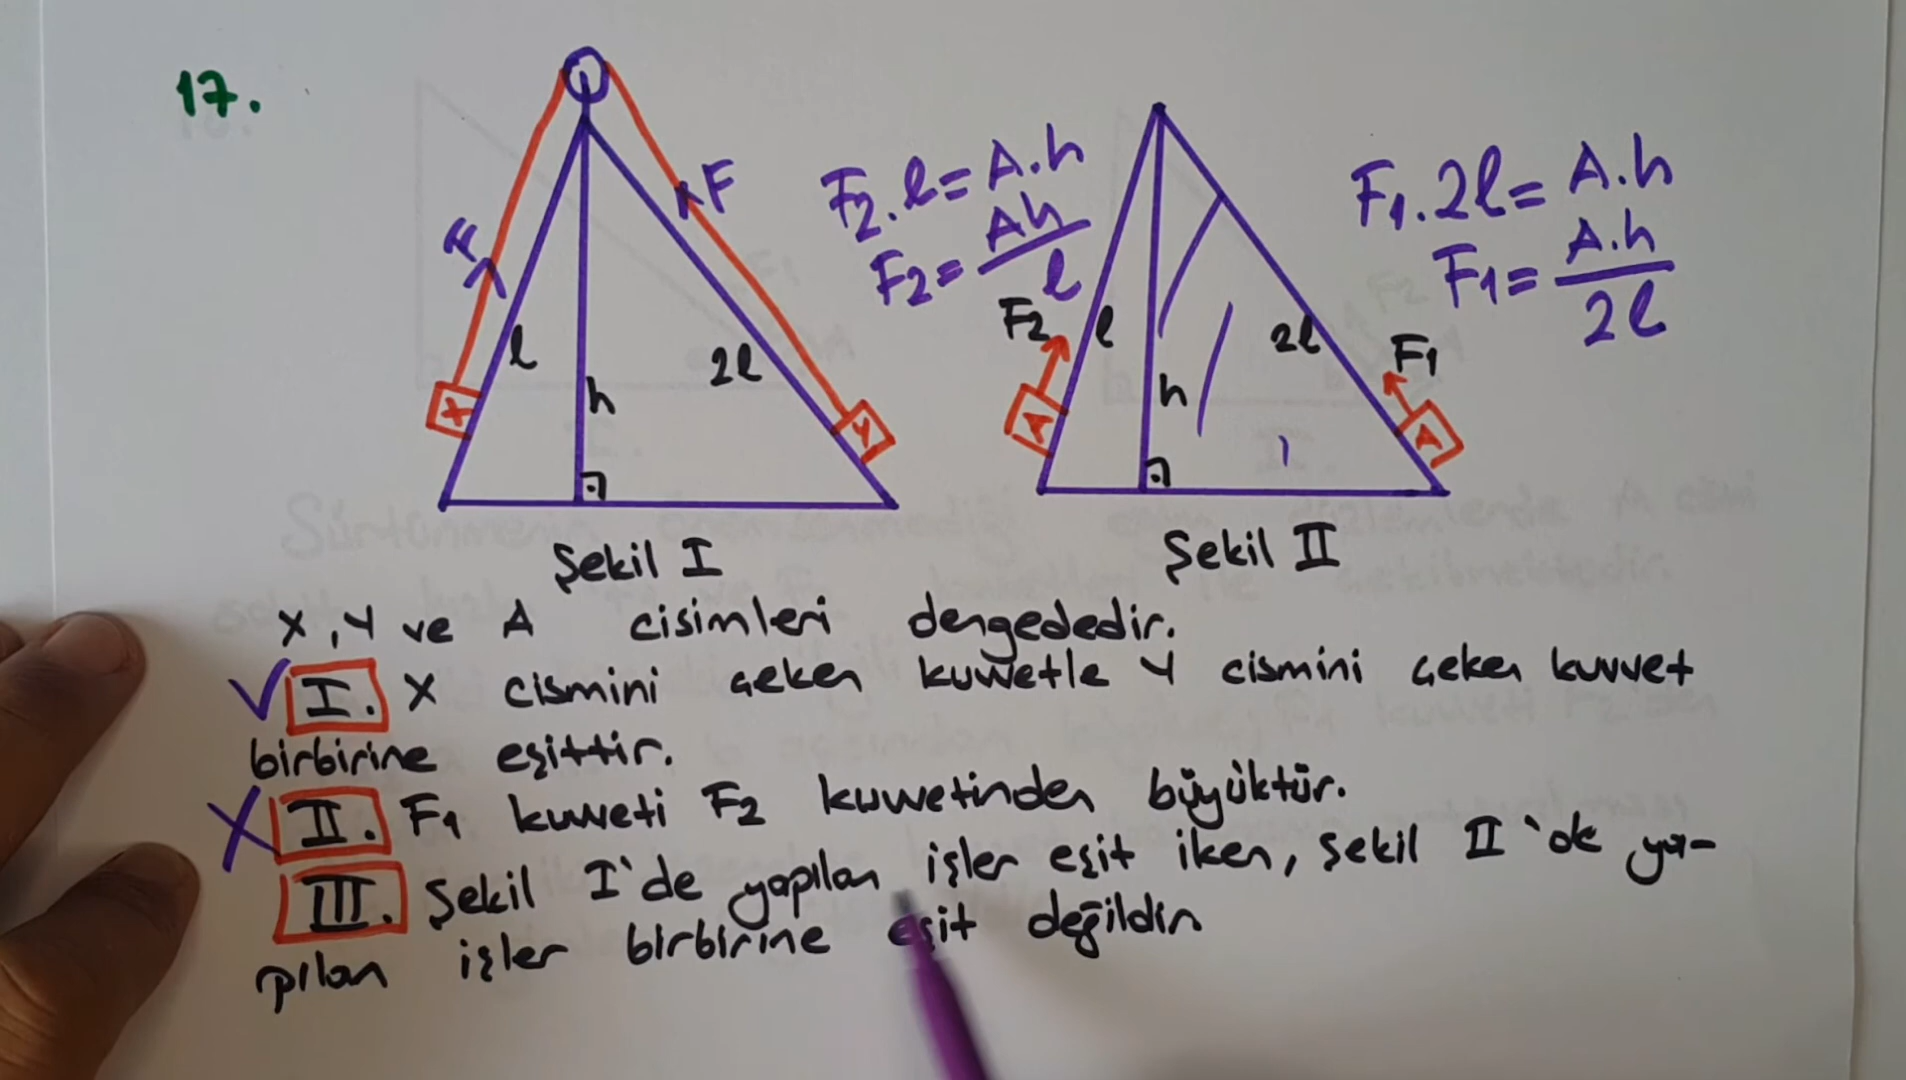 17.
F
F
l
h
2l
X
Y
Şekil I
F2.l=A.h
F2=Ah/l
F2
l
h
2l
F1
A
A
Şekil II
F1.2l=A.h
F1=A.h/2l
X,Y ve A cisimleri dengededir.
I. X cismini çeken kuvvetle Y cismini çeken kuvvet
birbirine eşittir.
II. F1 kuvveti F2 kuvvetinden büyüktür.
III. Şekil I'de yapılan işler eşit iken, Şekil II'de ya-
pılan işler birbirine eşit değildir